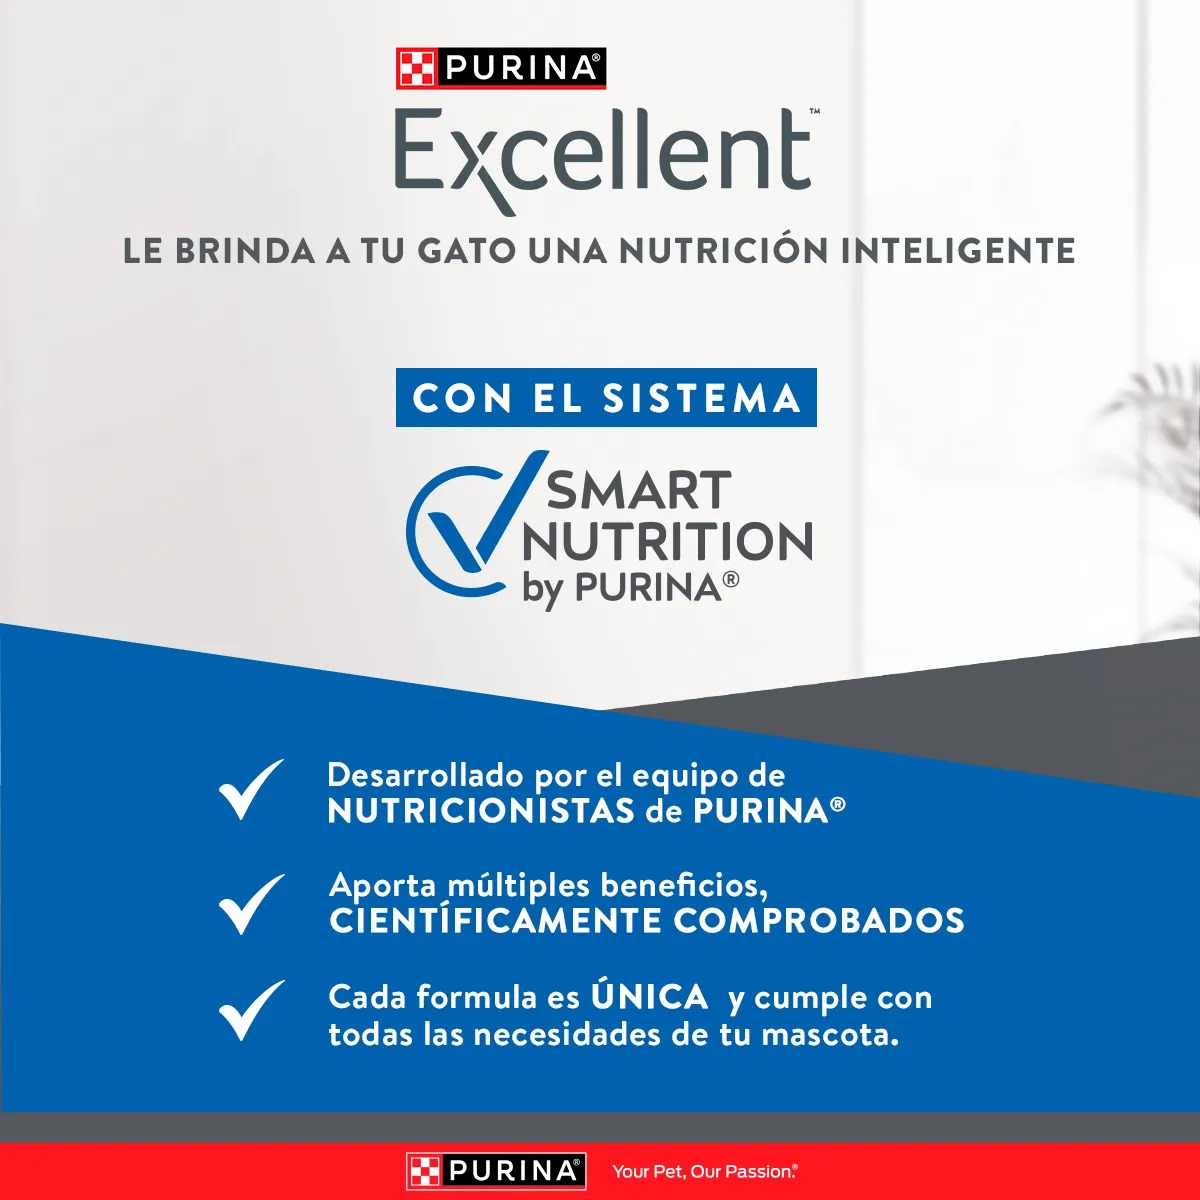 PURINA®
Excellent™
LE BRINDA A TU GATO UNA NUTRICIÓN INTELIGENTE
CON EL SISTEMA
SMART
NUTRITION
by PURINA®
Desarrollado por el equipo de
NUTRICIONISTAS de PURINA®
Aporta múltiples beneficios,
CIENTÍFICAMENTE COMPROBADOS
Cada formula es ÚNICA y cumple con
todas las necesidades de tu mascota.
PURINA® Your Pet, Our Passion.®